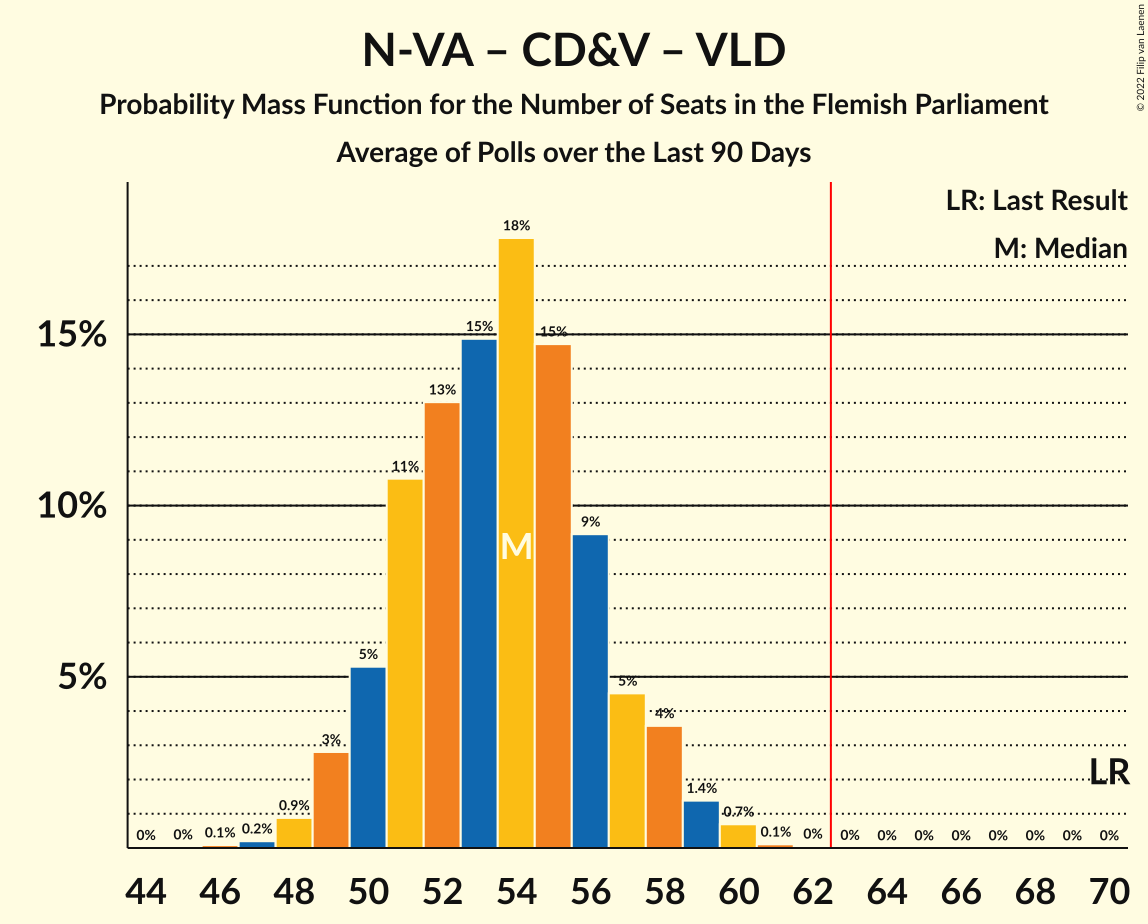 N-VA – CD&V – VLD
Probability Mass Function for the Number of Seats in the Flemish Parliament
Average of Polls over the Last 90 Days
© 2022 Filip van Laenen
LR: Last Result
M: Median
15%
10%
5%
0% 0% 0.1% 0.2% 0.9% 3% 5% 11% 13% 15% 18% 15% 9% 5% 4% 1.4% 0.7% 0.1% 0% 0% 0% 0% 0% 0% 0% 0% 0%
M
LR
44 46 48 50 52 54 56 58 60 62 64 66 68 70